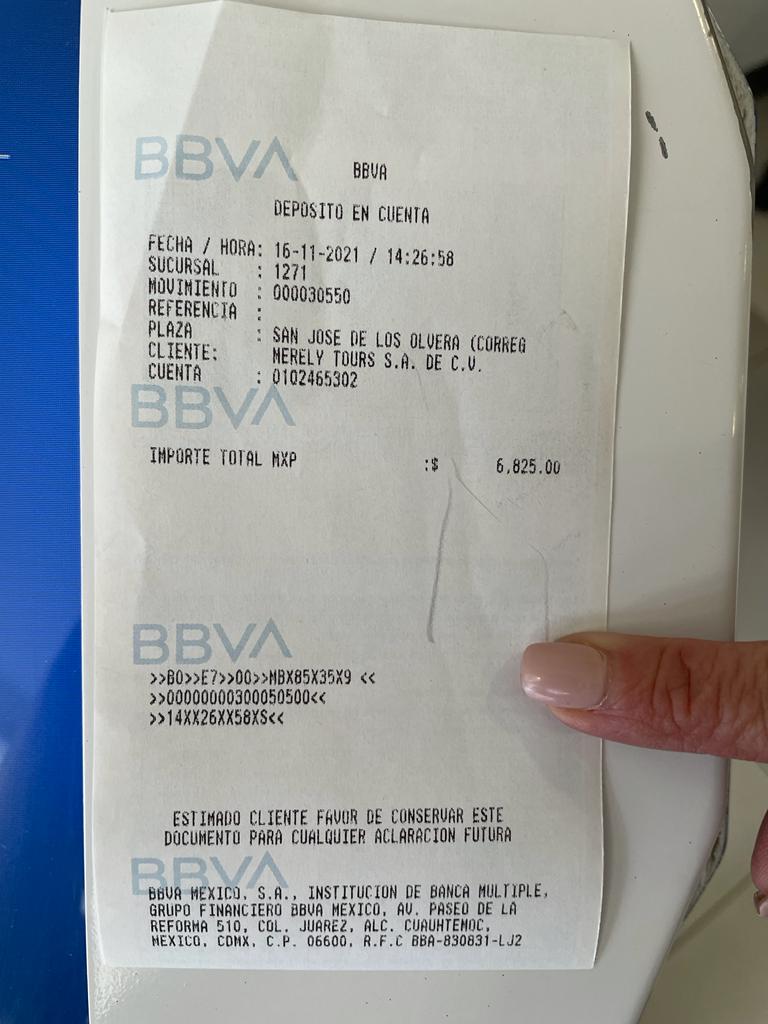 BBVA
BBVA
DEPOSITO EN CUENTA
FECHA / HORA: 16-11-2021 / 14:26:58
SUCURSAL : 1271
MOVIMIENTO : 000030550
REFERENCIA :
PLAZA : SAN JOSE DE LOS OLVERA (CORREG
CLIENTE: MERELY TOURS S.A. DE C.V.
CUENTA : 0102465302
BBVA
IMPORTE TOTAL MXP :$ 6,825.00
BBVA
>>B0>>E7>>00>>MBX85X35X9 <<
>>00000000300050500<<
>>14XX26XX58XS<<
ESTIMADO CLIENTE FAVOR DE CONSERVAR ESTE
DOCUMENTO PARA CUALQUIER ACLARACION FUTURA
BBVA
BBVA MEXICO, S.A., INSTITUCION DE BANCA MULTIPLE,
GRUPO FINANCIERO BBVA MEXICO, AV. PASEO DE LA
REFORMA 510, COL. JUAREZ, ALC. CUAUHTEMOC,
MEXICO, CDMX, C.P. 06600, R.F.C BBA-830831-LJ2